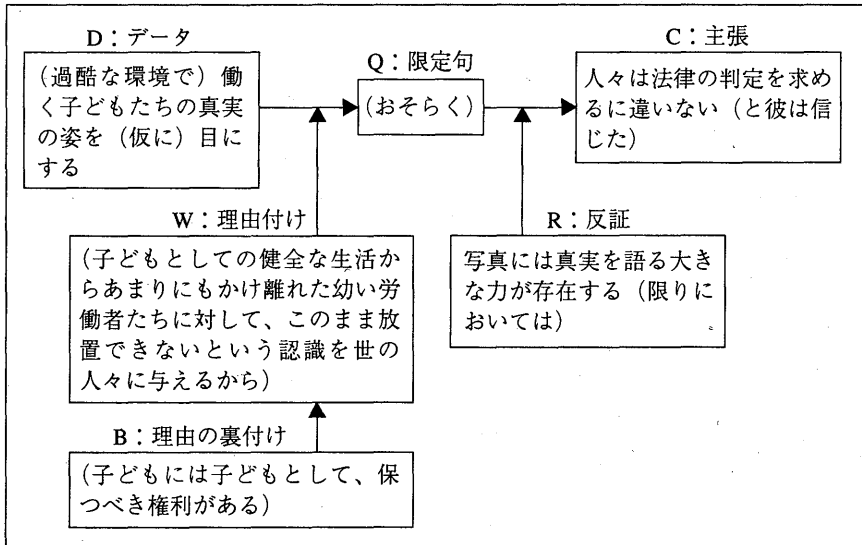 D：データ
（過酷な環境で）働
く子どもたちの真実
の姿を（仮に）目に
する
Q：限定句
（おそらく）
C：主張
人々は法律の判定を求め
るに違いない（と彼は信
じた）
W：理由付け
（子どもとしての健全な生活か
らあまりにもかけ離れた幼い労
働者たちに対して、このまま放
置できないという認識を世の
人々に与えるから）
R：反証
写真には真実を語る大き
な力が存在する（限りに
おいては）
B：理由の裏付け
（子どもには子どもとして、保
つべき権利がある）